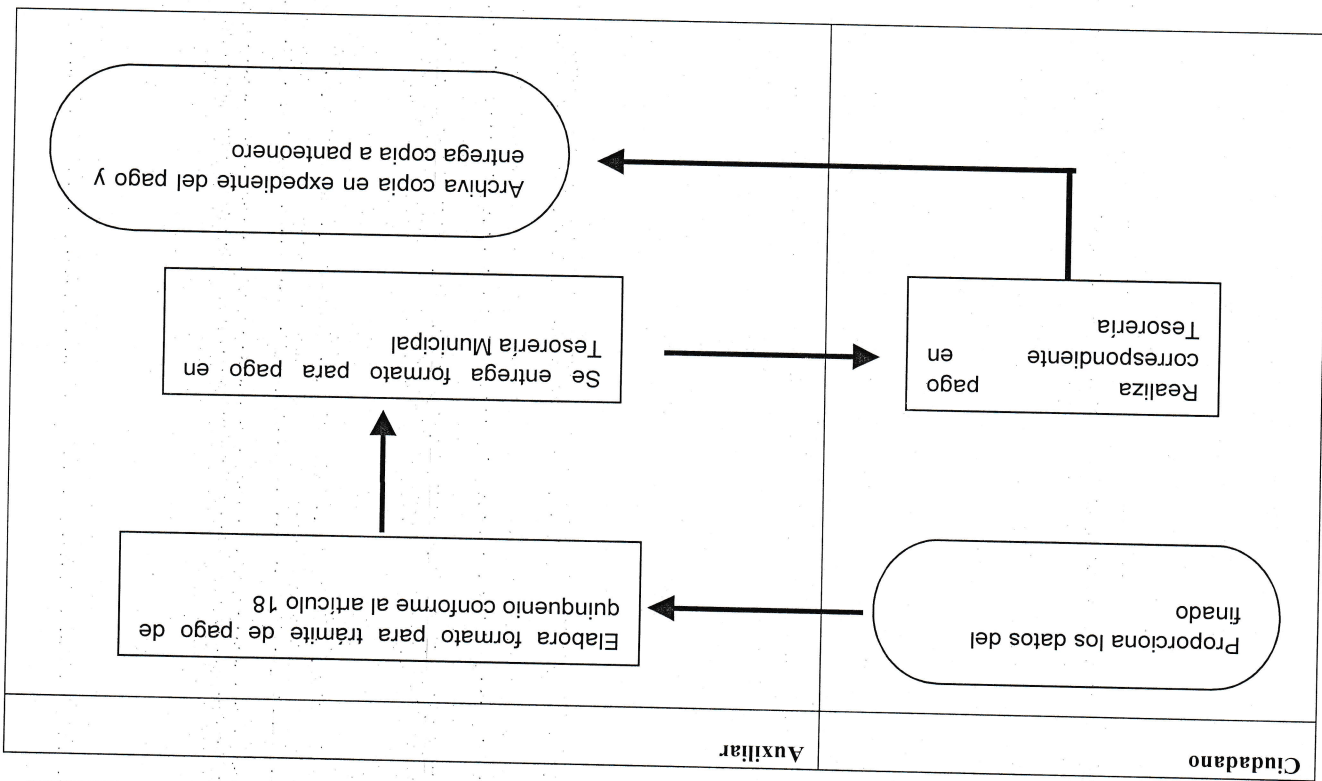 Ciudadano
Auxiliar
Proporciona los datos del
finado
Elabora formato para trámite de pago de
quinquenio conforme al artículo 18
Se entrega formato para pago en
Tesorería Municipal
Realiza pago
correspondiente en
Tesorería
Archiva copia en expediente del pago y
entrega copia a panteonero